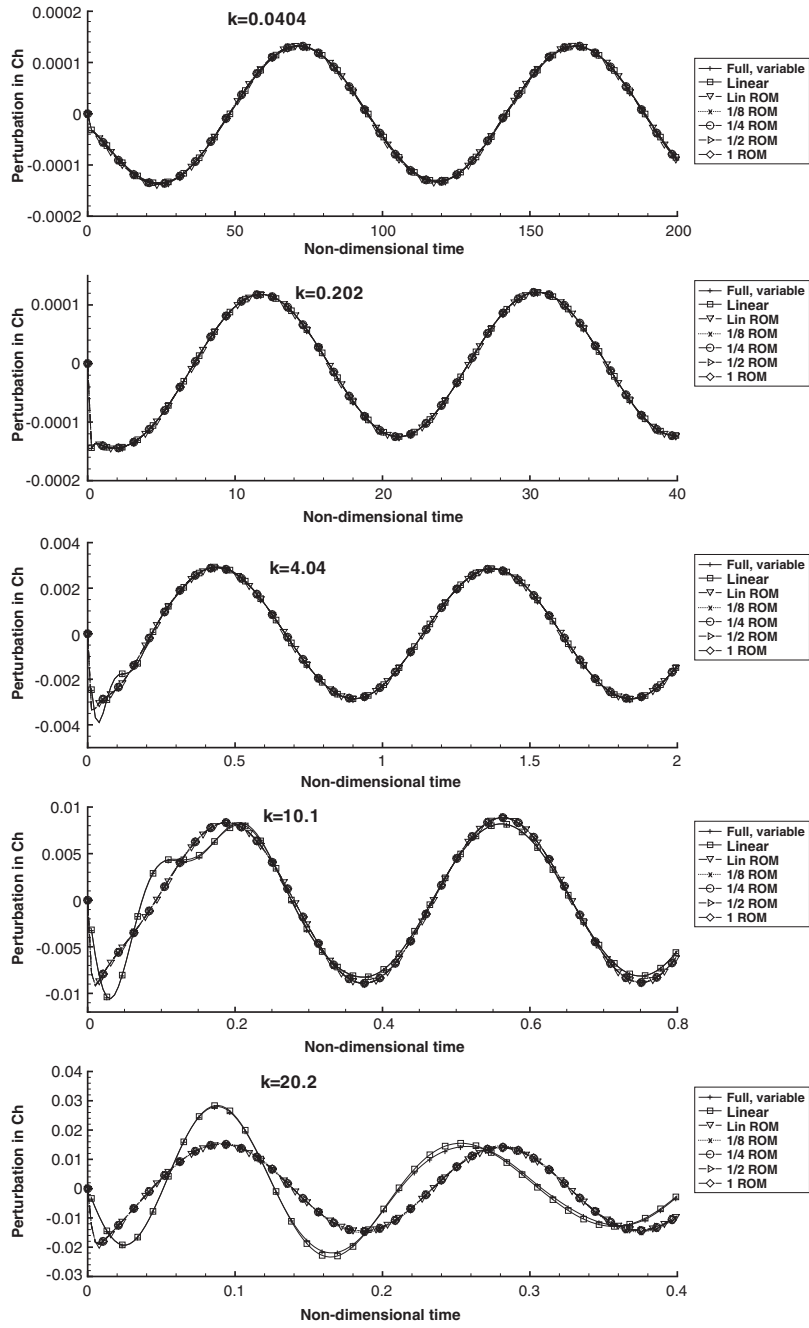 k=0.0404
0.0002
0.0001
0
-0.0001
-0.0002
Perturbation in Ch
0
50
100
150
200
Non-dimensional time
Full, variable
Linear
Lin ROM
1/8 ROM
1/4 ROM
1/2 ROM
1 ROM
k=0.202
0.0001
0
-0.0001
-0.0002
Perturbation in Ch
0
10
20
30
40
Non-dimensional time
Full, variable
Linear
Lin ROM
1/8 ROM
1/4 ROM
1/2 ROM
1 ROM
k=4.04
0.004
0.002
0
-0.002
-0.004
Perturbation in Ch
0
0.5
1
1.5
2
Non-dimensional time
Full, variable
Linear
Lin ROM
1/8 ROM
1/4 ROM
1/2 ROM
1 ROM
k=10.1
0.01
0.005
0
-0.005
-0.01
Perturbation in Ch
0
0.2
0.4
0.6
0.8
Non-dimensional time
Full, variable
Linear
Lin ROM
1/8 ROM
1/4 ROM
1/2 ROM
1 ROM
k=20.2
0.04
0.03
0.02
0.01
0
-0.01
-0.02
-0.03
Perturbation in Ch
0
0.1
0.2
0.3
0.4
Non-dimensional time
Full, variable
Linear
Lin ROM
1/8 ROM
1/4 ROM
1/2 ROM
1 ROM